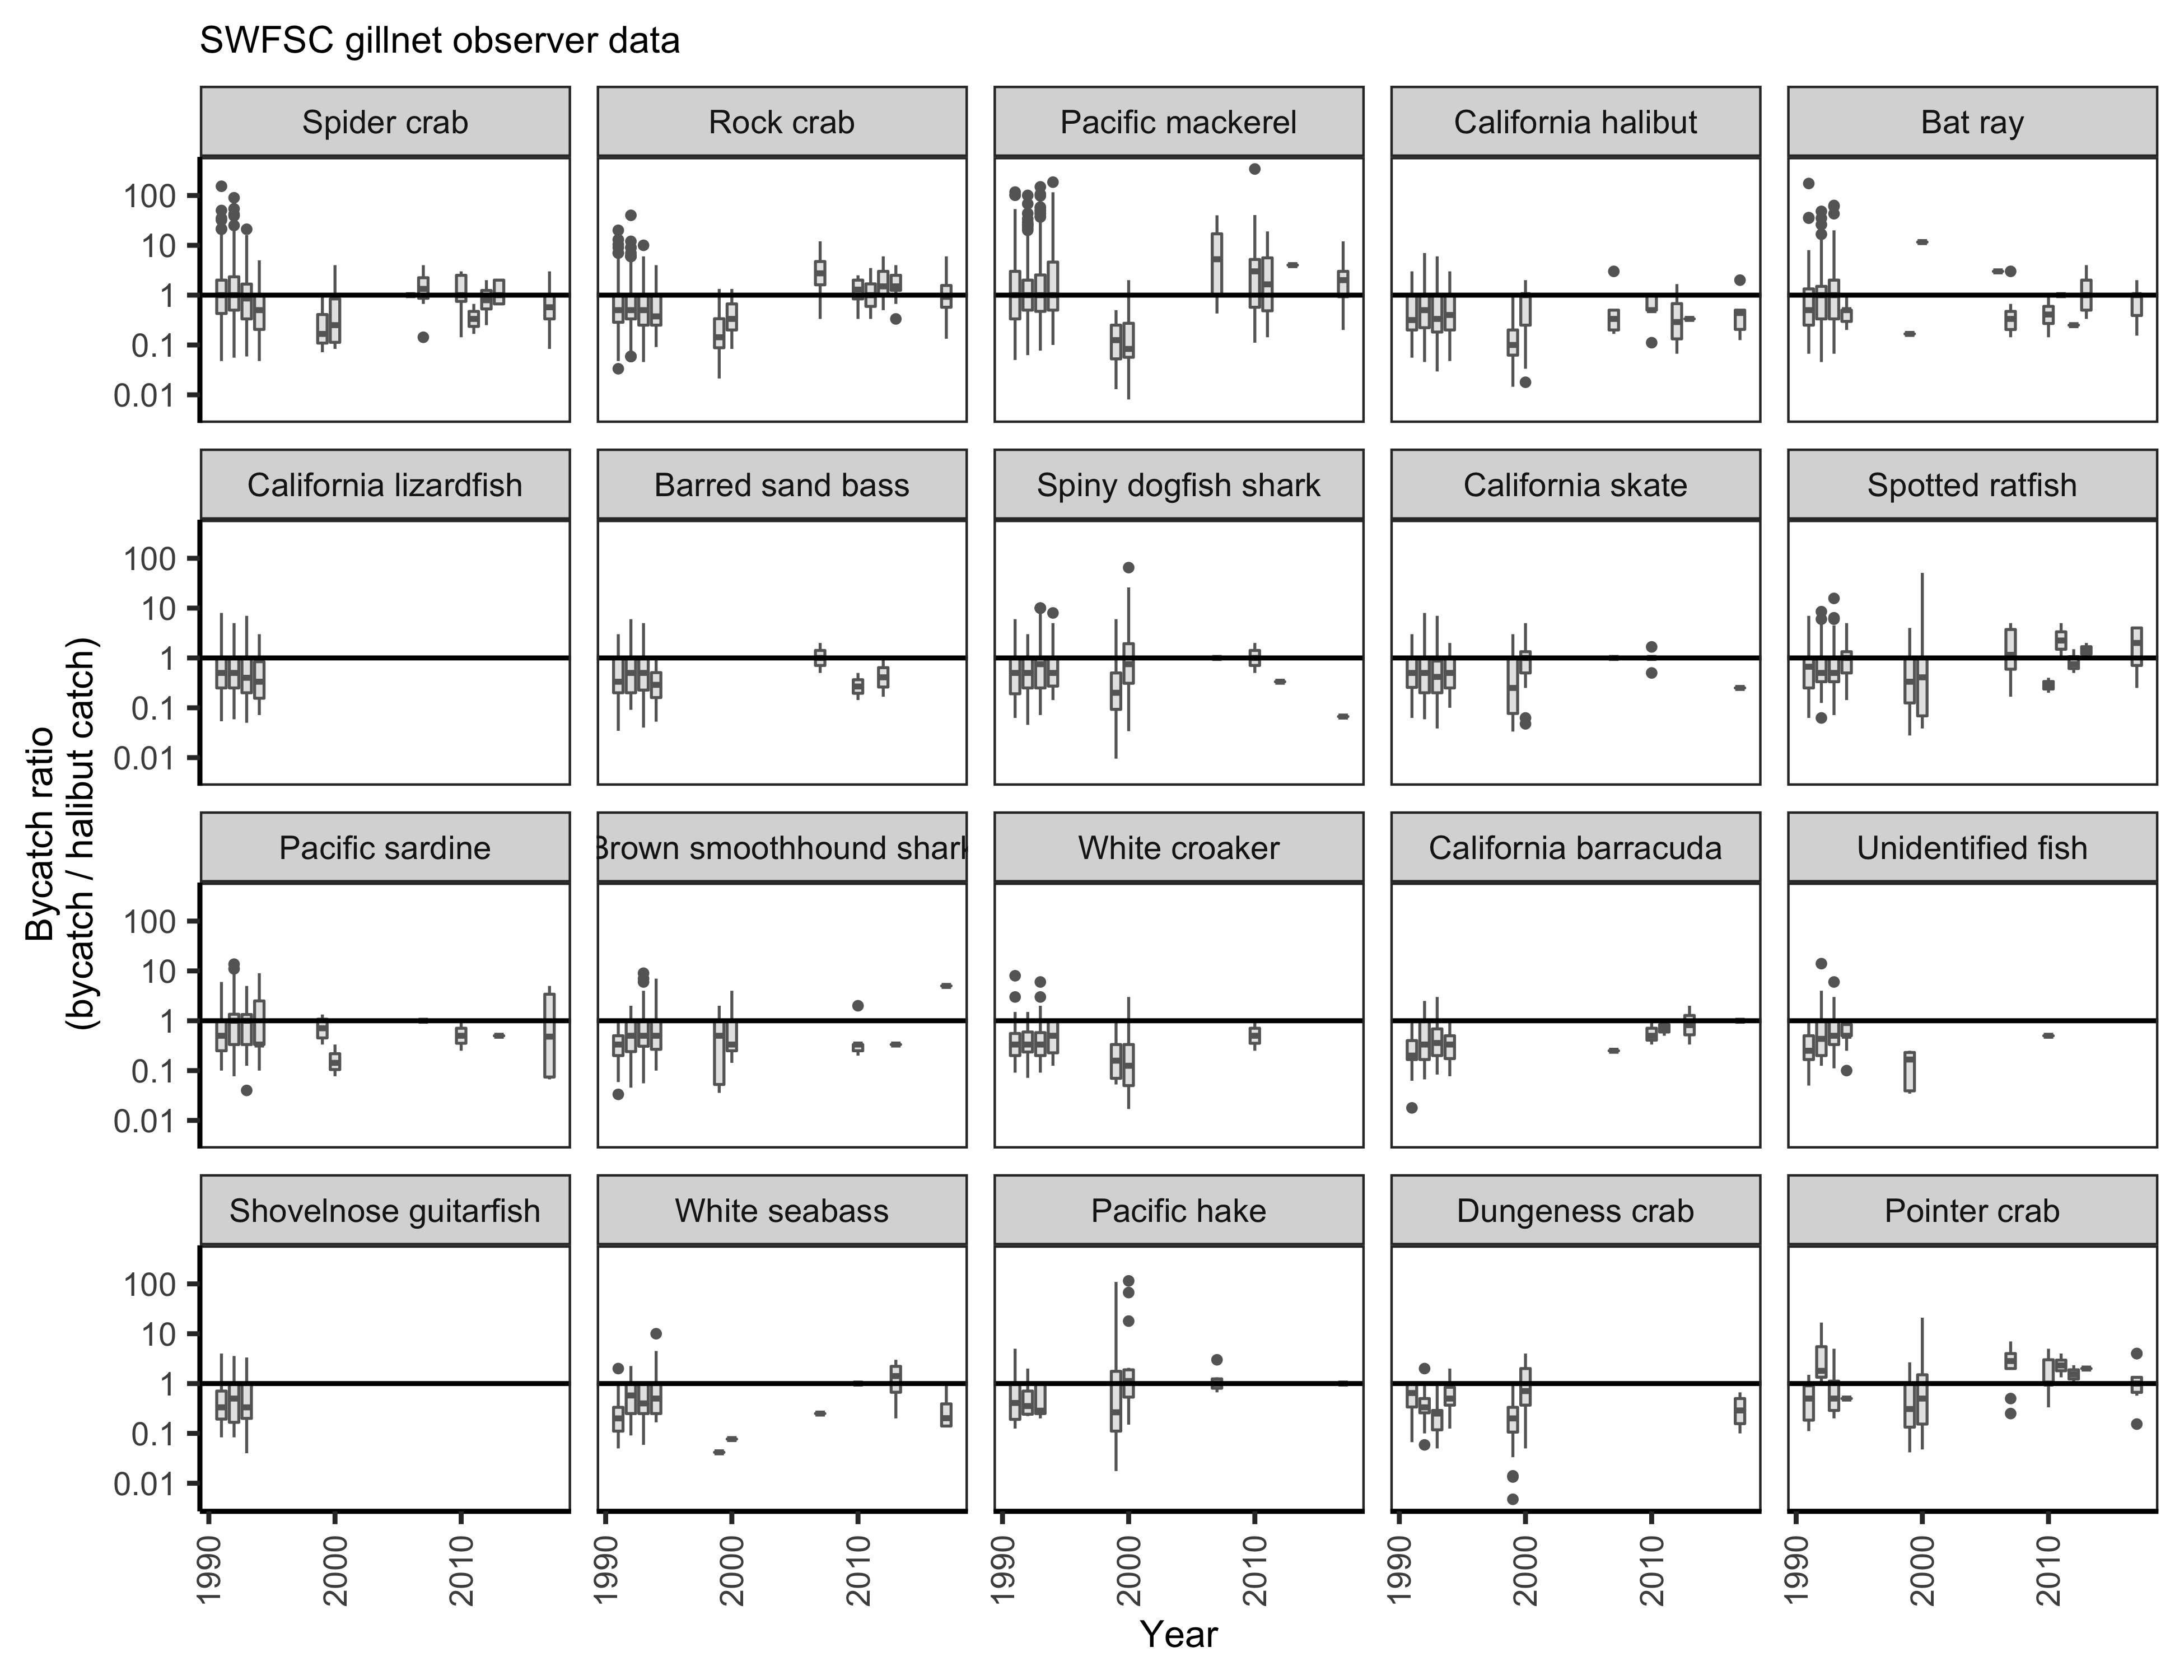 SWFSC gillnet observer data
Spider crab
Rock crab
Pacific mackerel
California halibut
Bat ray
100
10
1
0.1
0.01
California lizardfish
Barred sand bass
Spiny dogfish shark
California skate
Spotted ratfish
100
10
1
0.1
0.01
Bycatch ratio
(bycatch / halibut catch)
Pacific sardine
Brown smoothhound shark
White croaker
California barracuda
Unidentified fish
100
10
1
0.1
0.01
Shovelnose guitarfish
White seabass
Pacific hake
Dungeness crab
Pointer crab
100
10
1
0.1
0.01
1990
2000
2010
1990
2000
2010
1990
2000
2010
1990
2000
2010
1990
2000
2010
Year